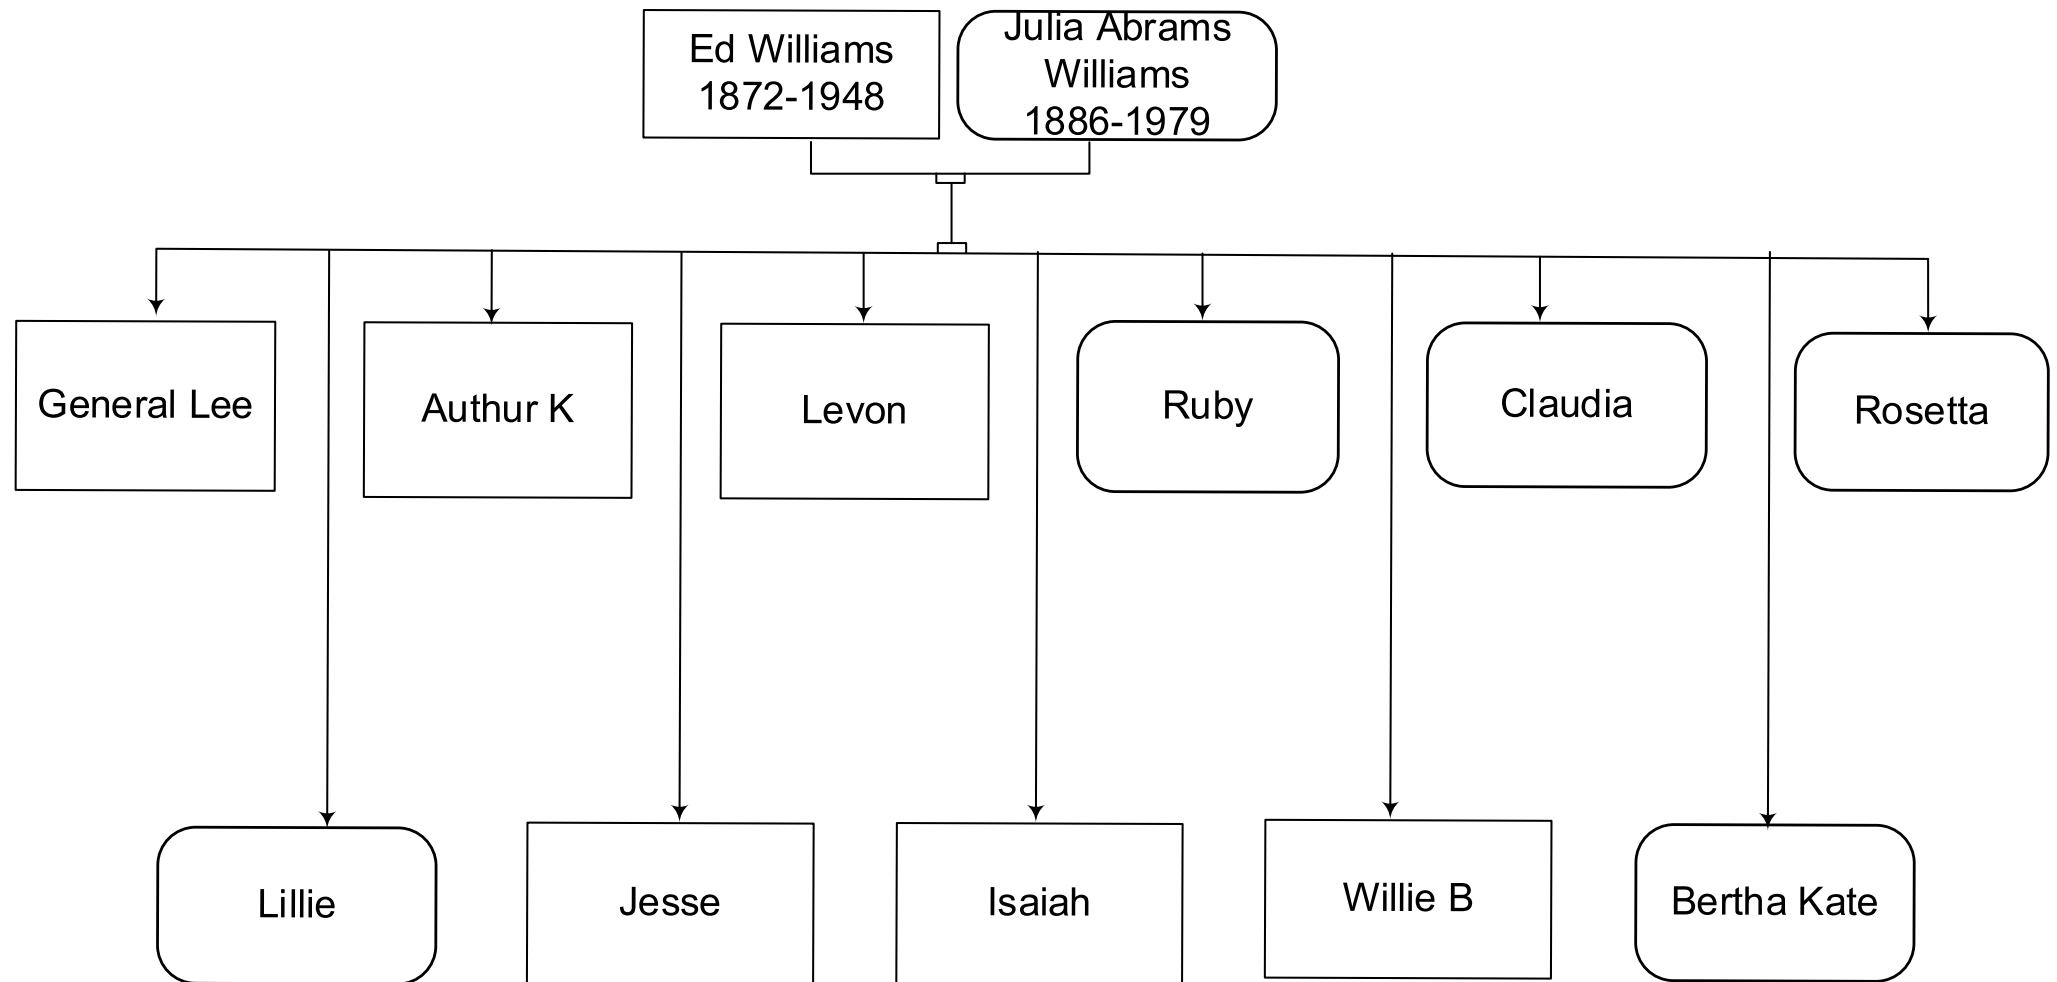 Ed Williams
1872-1948
Julia Abrams
Williams
1886-1979
General Lee
Authur K
Levon
Ruby
Claudia
Rosetta
Lillie
Jesse
Isaiah
Willie B
Bertha Kate